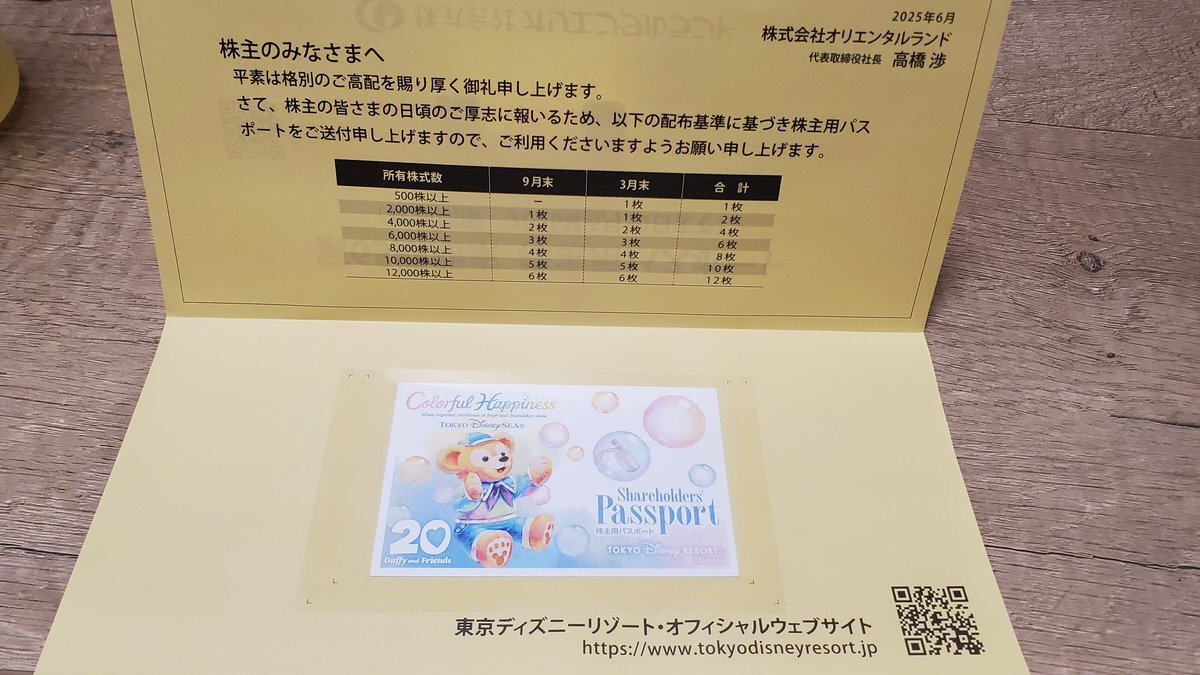 2025年6月
株式会社オリエンタルランド
代表取締役社長 高橋 渉
株主のみなさまへ
平素は格別のご高配を賜り厚く御礼申し上げます。
さて、株主の皆さまの日頃のご厚志に報いるため、以下の配布基準に基づき株主用パス
ポートをご送付申し上げますので、ご利用くださいますようお願い申し上げます。
所有株式数 9月末 3月末 合 計
500株以上 ー 1枚 1枚
2,000株以上 1枚 1枚 2枚
4,000株以上 2枚 2枚 4枚
6,000株以上 3枚 3枚 6枚
8,000株以上 4枚 4枚 8枚
10,000株以上 5枚 5枚 10枚
12,000株以上 6枚 6枚 12枚
Colorful Happiness
When together, rainbows of hope and friendship shine
TOKYO DisneySEA®
Shareholders'
Passport
株主用パスポート
20
Duffy and Friends
TOKYO Disney RESORT
©Disney
東京ディズニーリゾート・オフィシャルウェブサイト
https://www.tokyodisneyresort.jp